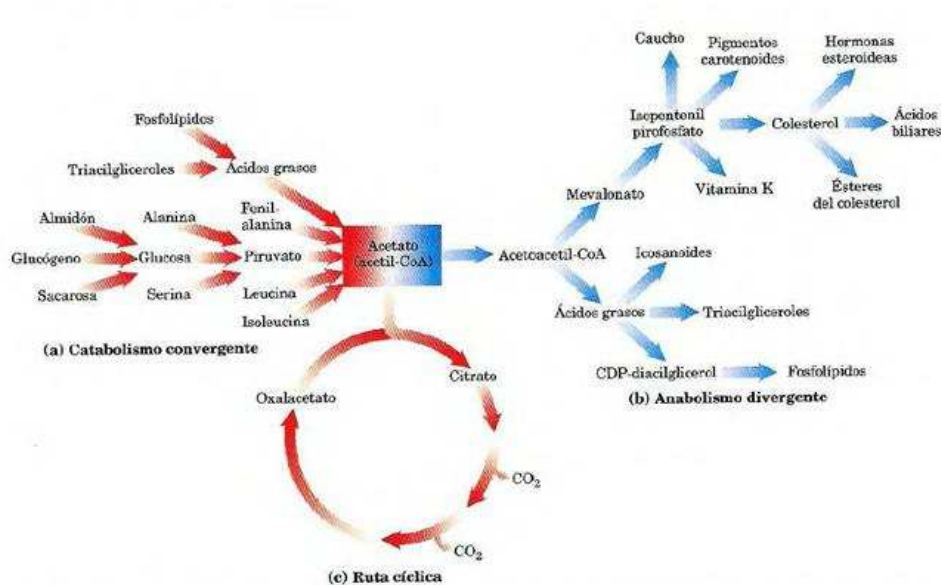 Caucho
Pigmentos
carotenoides
Hormonas
esteroideas
Fosfolípidos
Isopentenil
pirofosfato
Colesterol
Ácidos
biliares
Triacilgliceroles
Ácidos grasos
Mevalonato
Vitamina K
Ésteres
del colesterol
Almidón
Alanina
Fenil-
alanina
Glucógeno
Glucosa
Piruvato
Acetato
(acetil-CoA)
Acetoacetil-CoA
Icosanoides
Sacarosa
Serina
Leucina
Isoleucina
Ácidos grasos
Triacilgliceroles
(a) Catabolismo convergente
Citrato
CDP-diacilglicerol
Fosfolípidos
Oxalacetato
(b) Anabolismo divergente
CO2
CO2
(c) Ruta cíclica